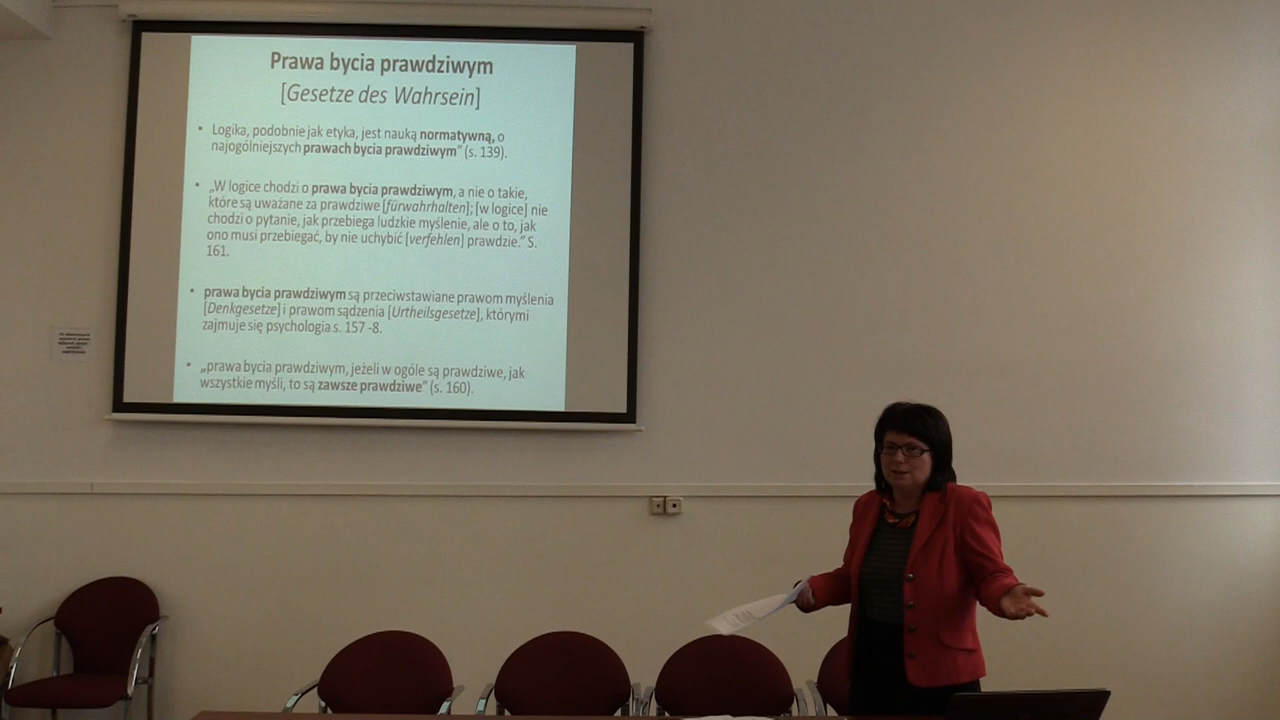 Prawa bycia prawdziwym
[Gesetze des Wahrsein]
• Logika, podobnie jak etyka, jest nauką normatywną, o
najogólniejszych prawach bycia prawdziwym” (s. 139).
• „W logice chodzi o prawa bycia prawdziwym, a nie o takie,
które są uważane za prawdziwe [fürwahrhalten]; [w logice] nie
chodzi o pytanie, jak przebiega ludzkie myślenie, ale o to, jak
ono musi przebiegać, by nie uchybić [verfehlen] prawdzie.” S.
161.
• prawa bycia prawdziwym są przeciwstawiane prawom myślenia
[Denkgesetze] i prawom sądzenia [Urtheilsgesetze], którymi
zajmuje się psychologia s. 157 -8.
• „prawa bycia prawdziwym, jeżeli w ogóle są prawdziwe, jak
wszystkie myśli, to są zawsze prawdziwe” (s. 160).